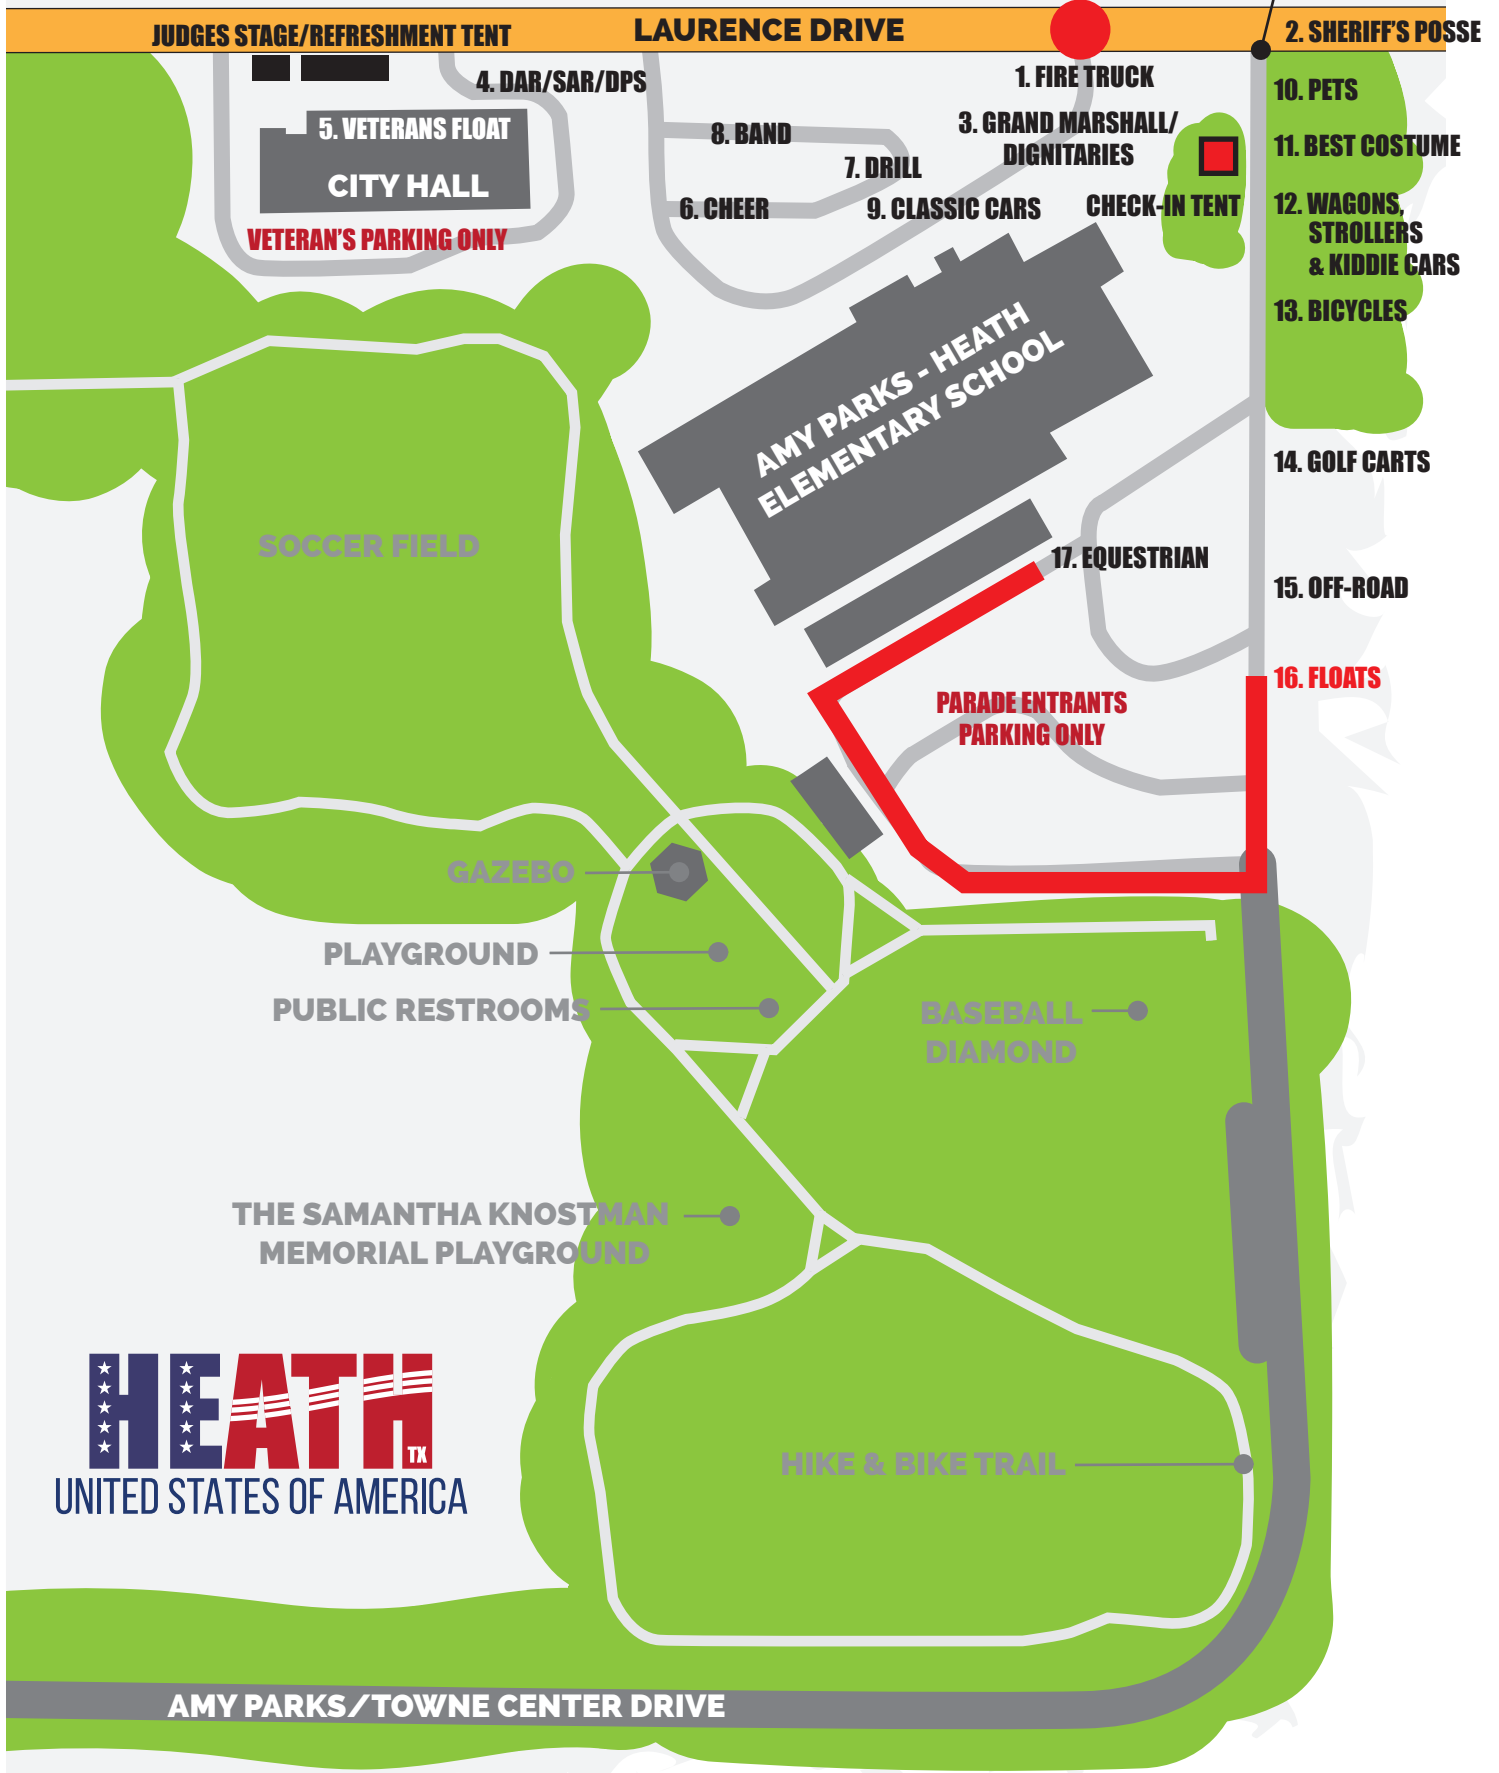 JUDGES STAGE/REFRESHMENT TENT
LAURENCE DRIVE
2. SHERIFF'S POSSE
1. FIRE TRUCK
4. DAR/SAR/DPS
10. PETS
5. VETERANS FLOAT
8. BAND
3. GRAND MARSHALL/
DIGNITARIES
11. BEST COSTUME
7. DRILL
CITY HALL
6. CHEER
9. CLASSIC CARS
CHECK-IN TENT
12. WAGONS,
STROLLERS
& KIDDIE CARS
VETERAN'S PARKING ONLY
13. BICYCLES
AMY PARKS - HEATH
ELEMENTARY SCHOOL
14. GOLF CARTS
SOCCER FIELD
17. EQUESTRIAN
15. OFF-ROAD
16. FLOATS
PARADE ENTRANTS
PARKING ONLY
GAZEBO
PLAYGROUND
PUBLIC RESTROOMS
BASEBALL
DIAMOND
THE SAMANTHA KNOSTMAN
MEMORIAL PLAYGROUND
HEATH
TX
UNITED STATES OF AMERICA
HIKE & BIKE TRAIL
AMY PARKS/TOWNE CENTER DRIVE